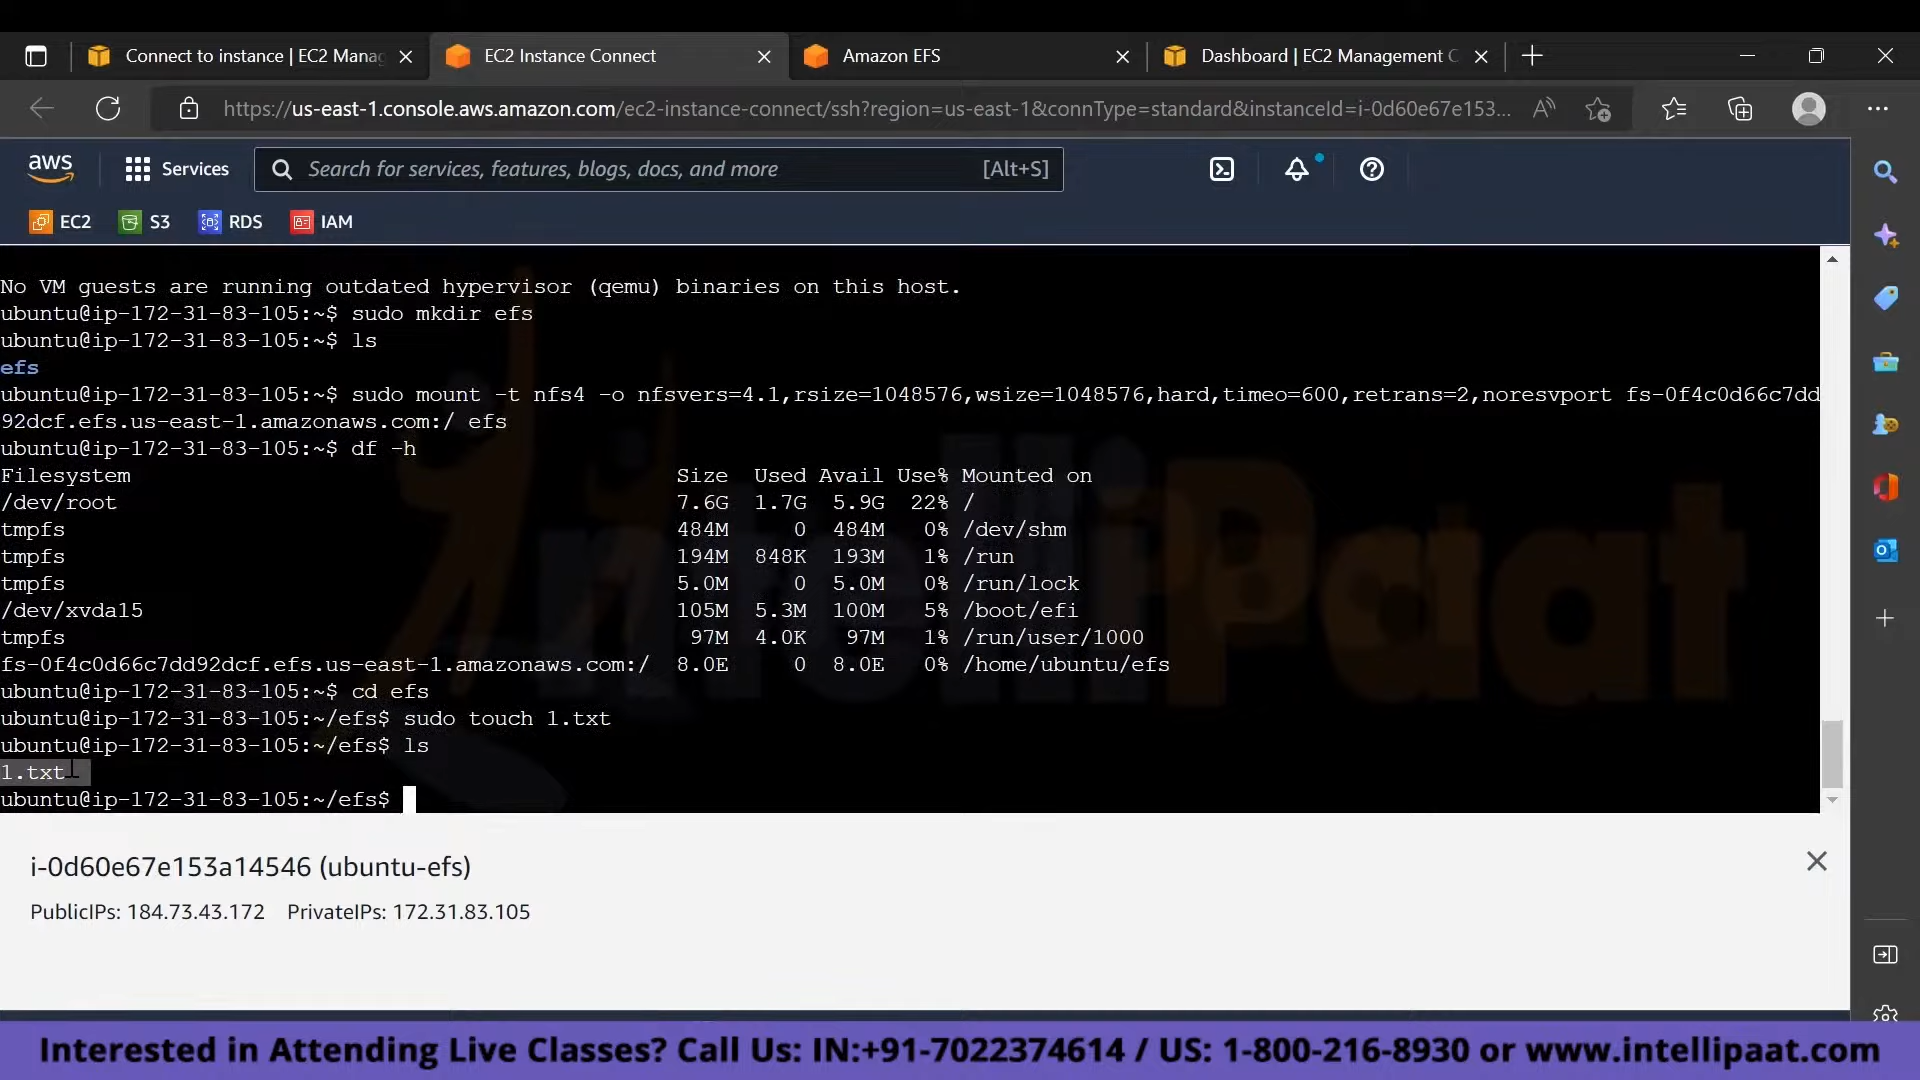 Connect to instance | EC2 Mana
EC2 Instance Connect
Amazon EFS
Dashboard | EC2 Management C
https://us-east-1.console.aws.amazon.com/ec2-instance-connect/ssh?region=us-east-1&connType=standard&instanceId=i-0d60e67e153...
aws
Services
Search for services, features, blogs, docs, and more
[Alt+S]
EC2
S3
RDS
IAM
No VM guests are running outdated hypervisor (qemu) binaries on this host.
ubuntu@ip-172-31-83-105:~$ sudo mkdir efs
ubuntu@ip-172-31-83-105:~$ ls
efs
ubuntu@ip-172-31-83-105:~$ sudo mount -t nfs4 -o nfsvers=4.1,rsize=1048576,wsize=1048576,hard,timeo=600,retrans=2,noresvport fs-0f4c0d66c7dd
92dcf.efs.us-east-1.amazonaws.com:/ efs
ubuntu@ip-172-31-83-105:~$ df -h
Filesystem Size Used Avail Use% Mounted on
/dev/root 7.6G 1.7G 5.9G 22% /
tmpfs 484M 0 484M 0% /dev/shm
tmpfs 194M 848K 193M 1% /run
tmpfs 5.0M 0 5.0M 0% /run/lock
/dev/xvda15 105M 5.3M 100M 5% /boot/efi
tmpfs 97M 4.0K 97M 1% /run/user/1000
fs-0f4c0d66c7dd92dcf.efs.us-east-1.amazonaws.com:/ 8.0E 0 8.0E 0% /home/ubuntu/efs
ubuntu@ip-172-31-83-105:~$ cd efs
ubuntu@ip-172-31-83-105:~/efs$ sudo touch 1.txt
ubuntu@ip-172-31-83-105:~/efs$ ls
1.txt
ubuntu@ip-172-31-83-105:~/efs$
intelliPaat
i-0d60e67e153a14546 (ubuntu-efs)
PublicIPs: 184.73.43.172 PrivateIPs: 172.31.83.105
Interested in Attending Live Classes? Call Us: IN:+91-7022374614 / US: 1-800-216-8930 or www.intellipaat.com